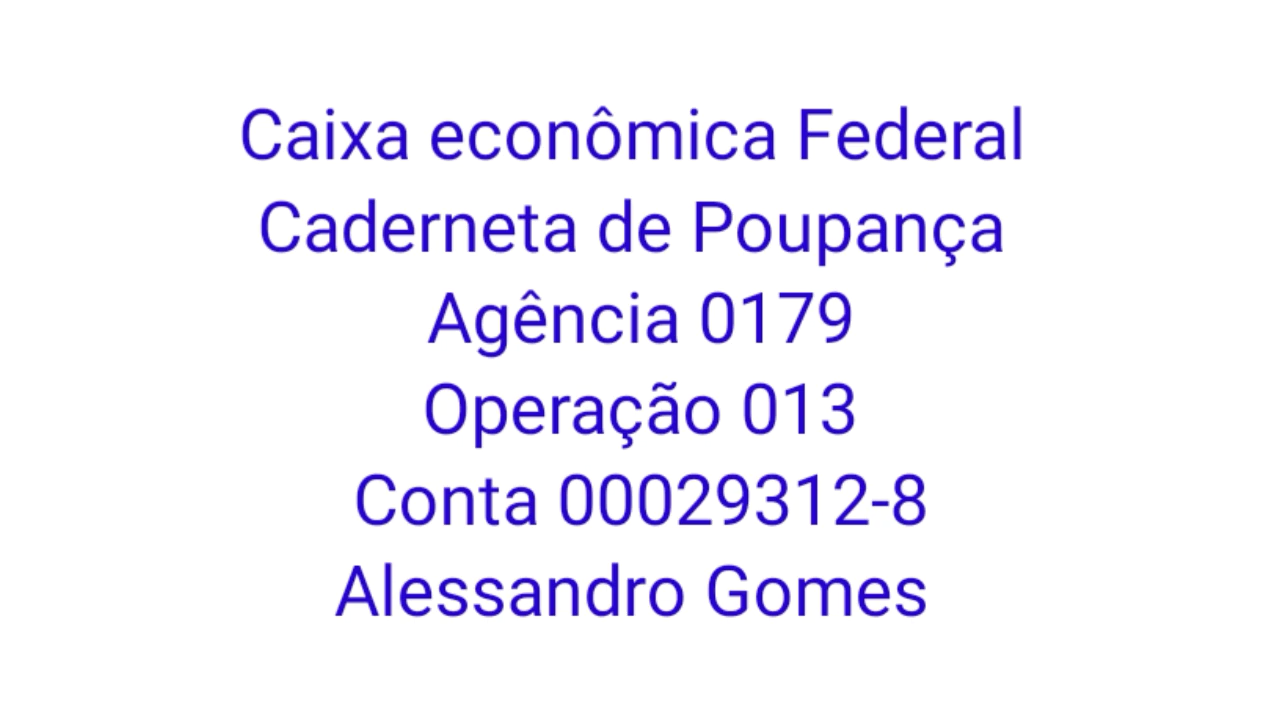 Caixa econômica Federal
Caderneta de Poupança
Agência 0179
Operação 013
Conta 00029312-8
Alessandro Gomes